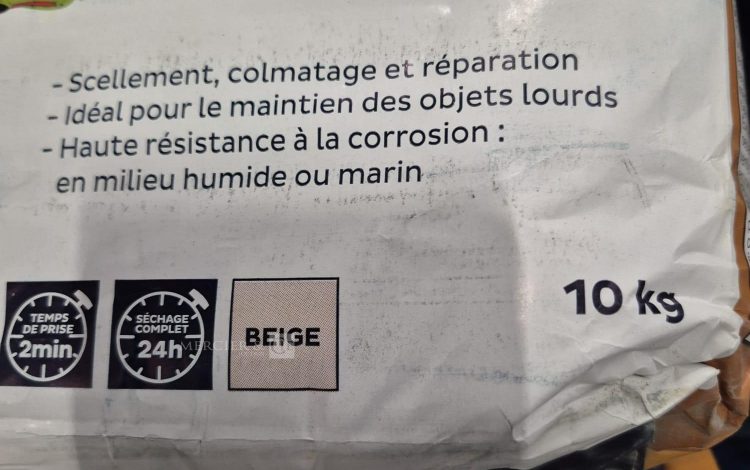 - Scellement, colmatage et réparation
- Idéal pour le maintien des objets lourds
- Haute résistance à la corrosion :
en milieu humide ou marin
TEMPS
DE PRISE
2min.
SÉCHAGE
COMPLET
24h
BEIGE
10 kg